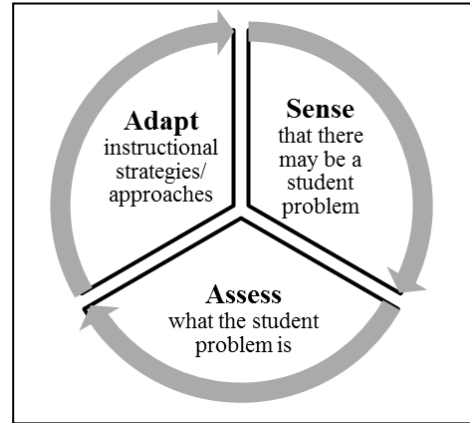 Adapt
instructional
strategies/
approaches
Sense
that there
may be a
student
problem
Assess
what the student
problem is